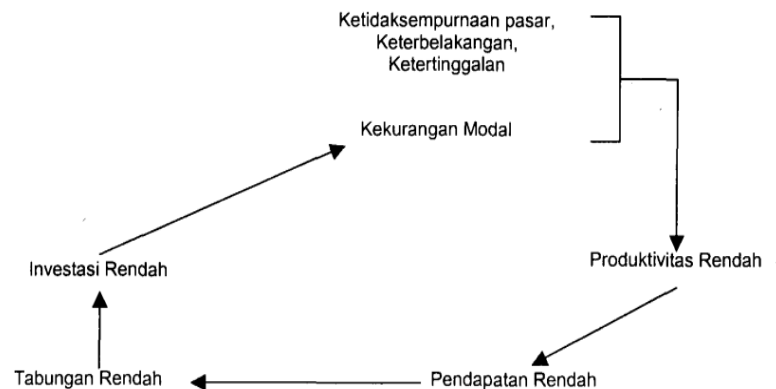 Ketidaksempurnaan pasar,
Keterbelakangan,
Ketertinggalan
Kekurangan Modal
Investasi Rendah
Produktivitas Rendah
Tabungan Rendah
Pendapatan Rendah